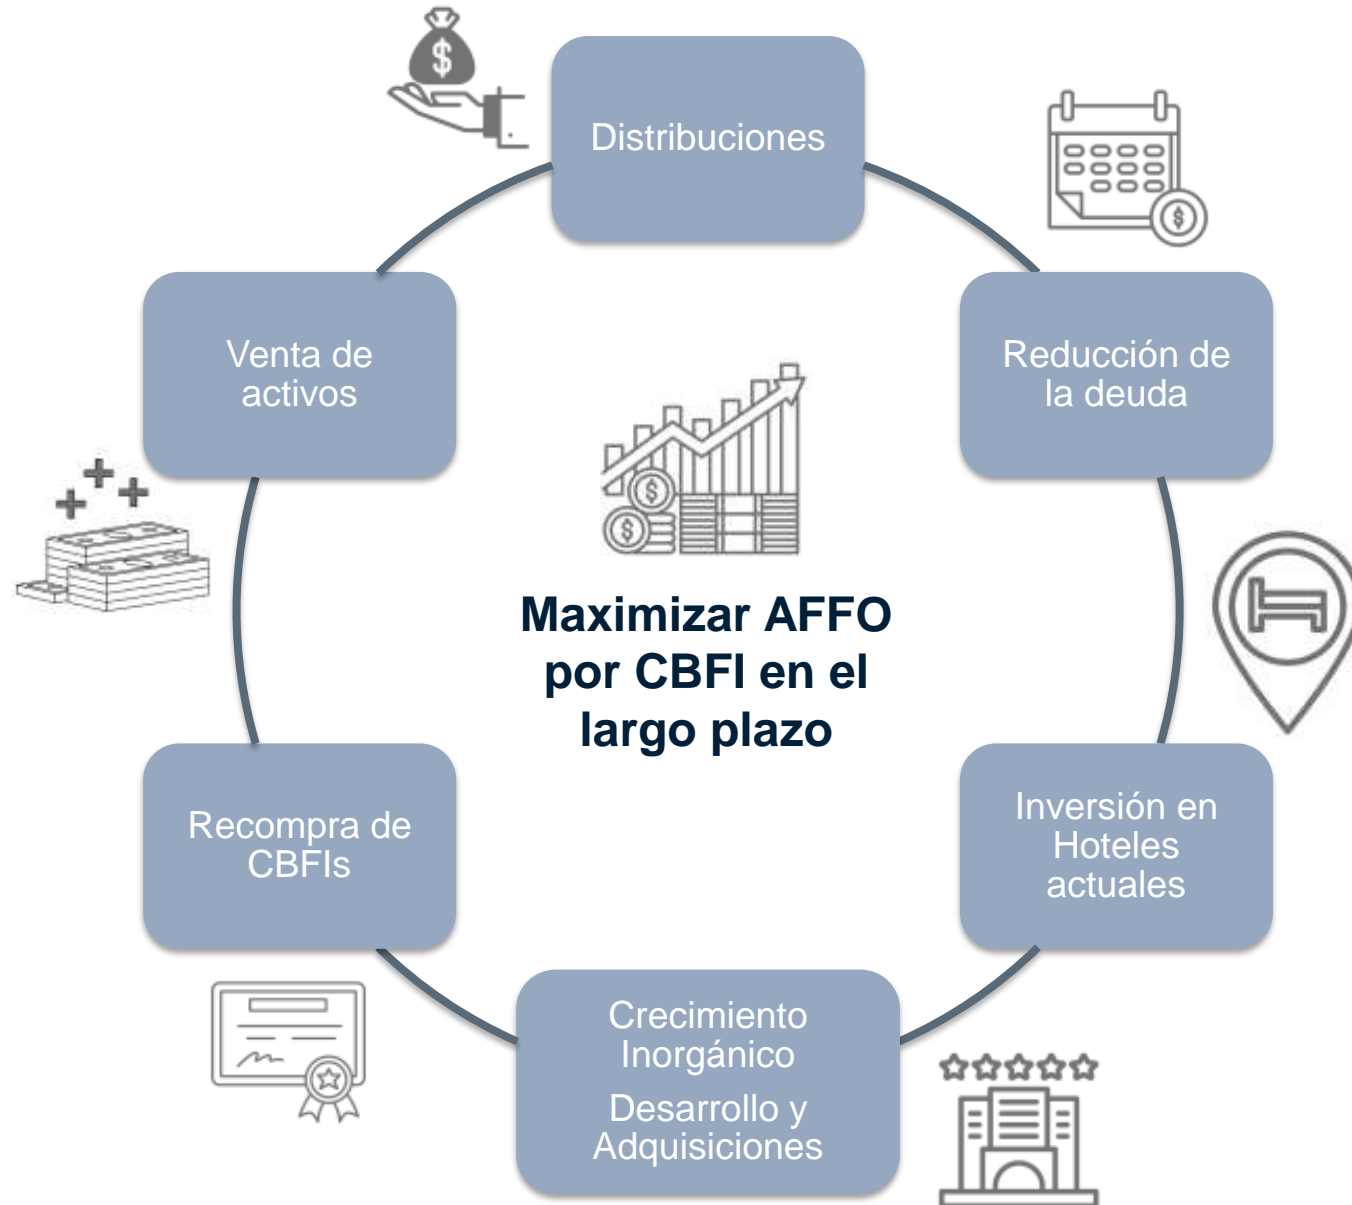 Distribuciones
Reducción de
la deuda
Inversión en
Hoteles
actuales
Crecimiento
Inorgánico
Desarrollo y
Adquisiciones
Recompra de
CBFIs
Venta de
activos
Maximizar AFFO
por CBFI en el
largo plazo